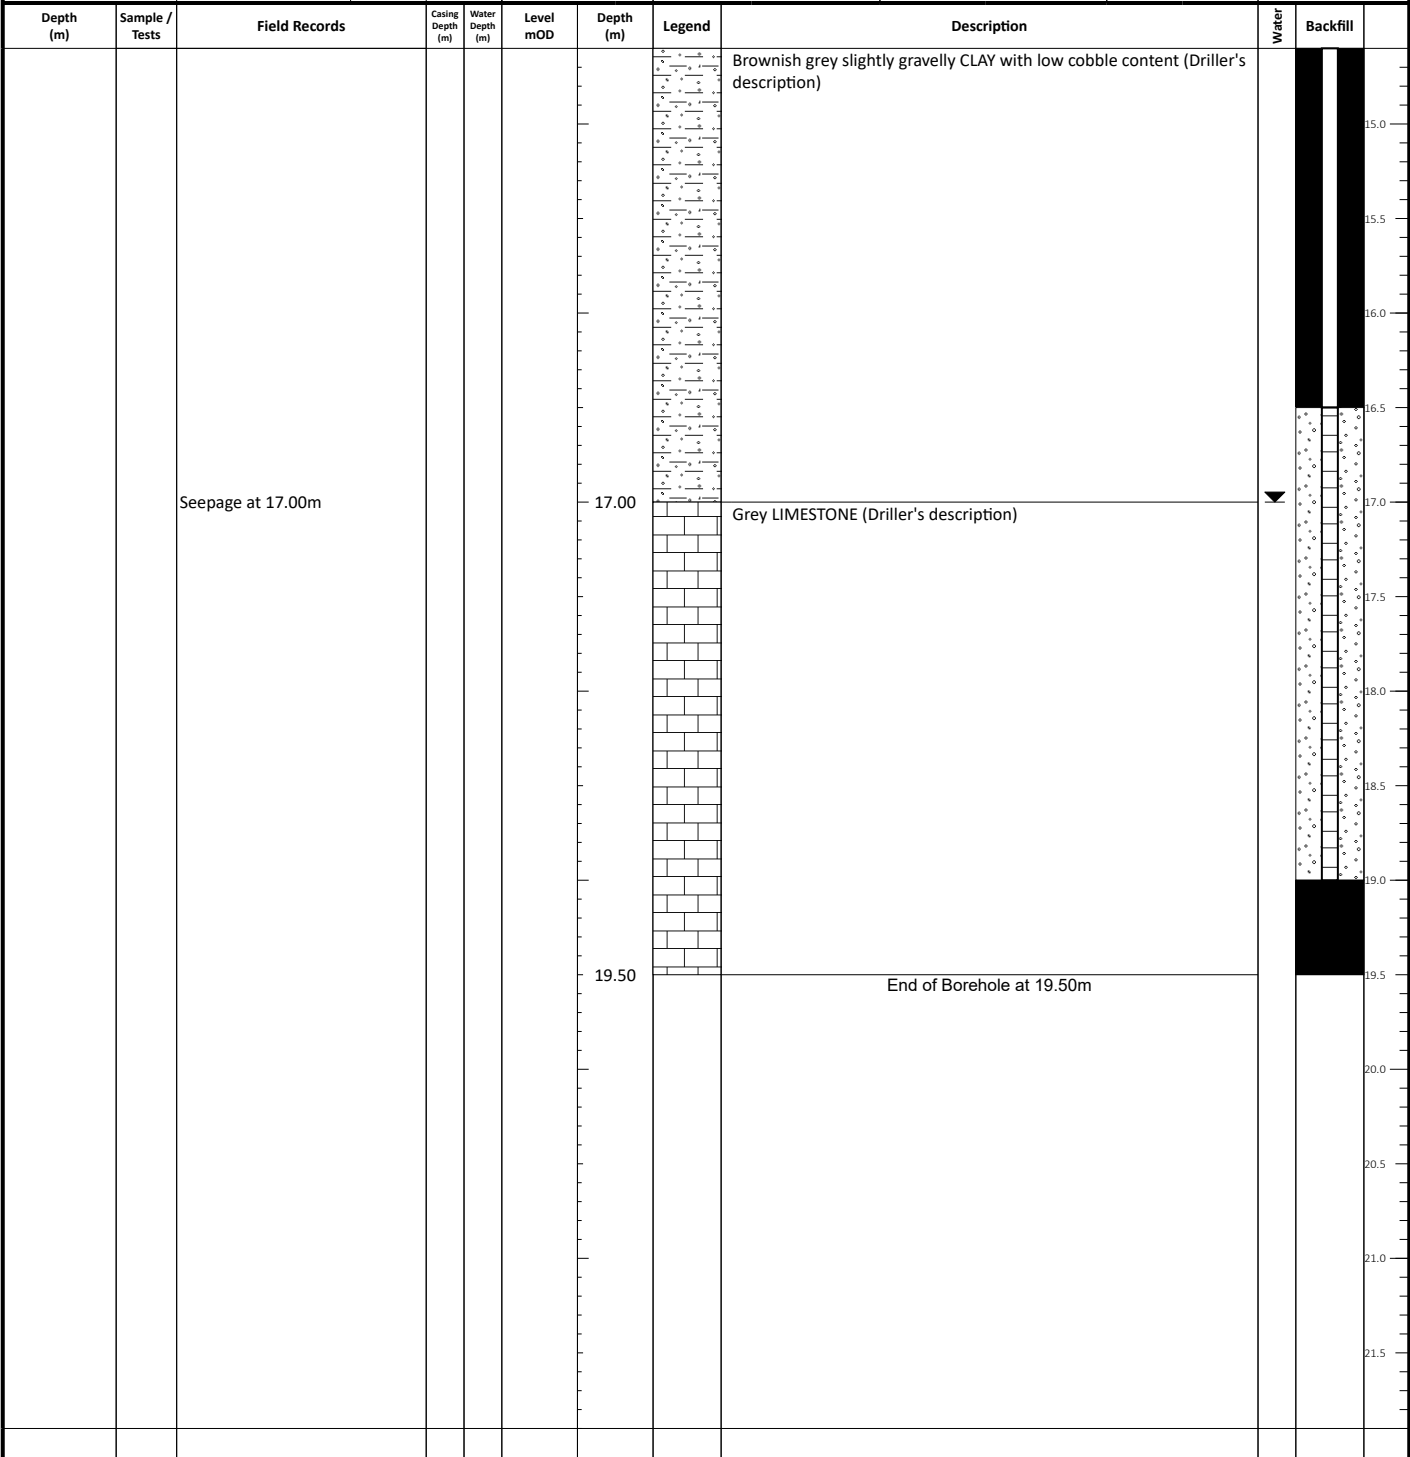 Depth
(m)
Sample /
Tests
Field Records
Casing
Depth
(m)
Water
Depth
(m)
Level
mOD
Depth
(m)
Legend
Description
Water
Backfill
Brownish grey slightly gravelly CLAY with low cobble content (Driller's
description)
15.0
15.5
16.0
16.5
Seepage at 17.00m
17.00
17.0
Grey LIMESTONE (Driller's description)
17.5
18.0
18.5
19.0
19.50
19.5
End of Borehole at 19.50m
20.0
20.5
21.0
21.5